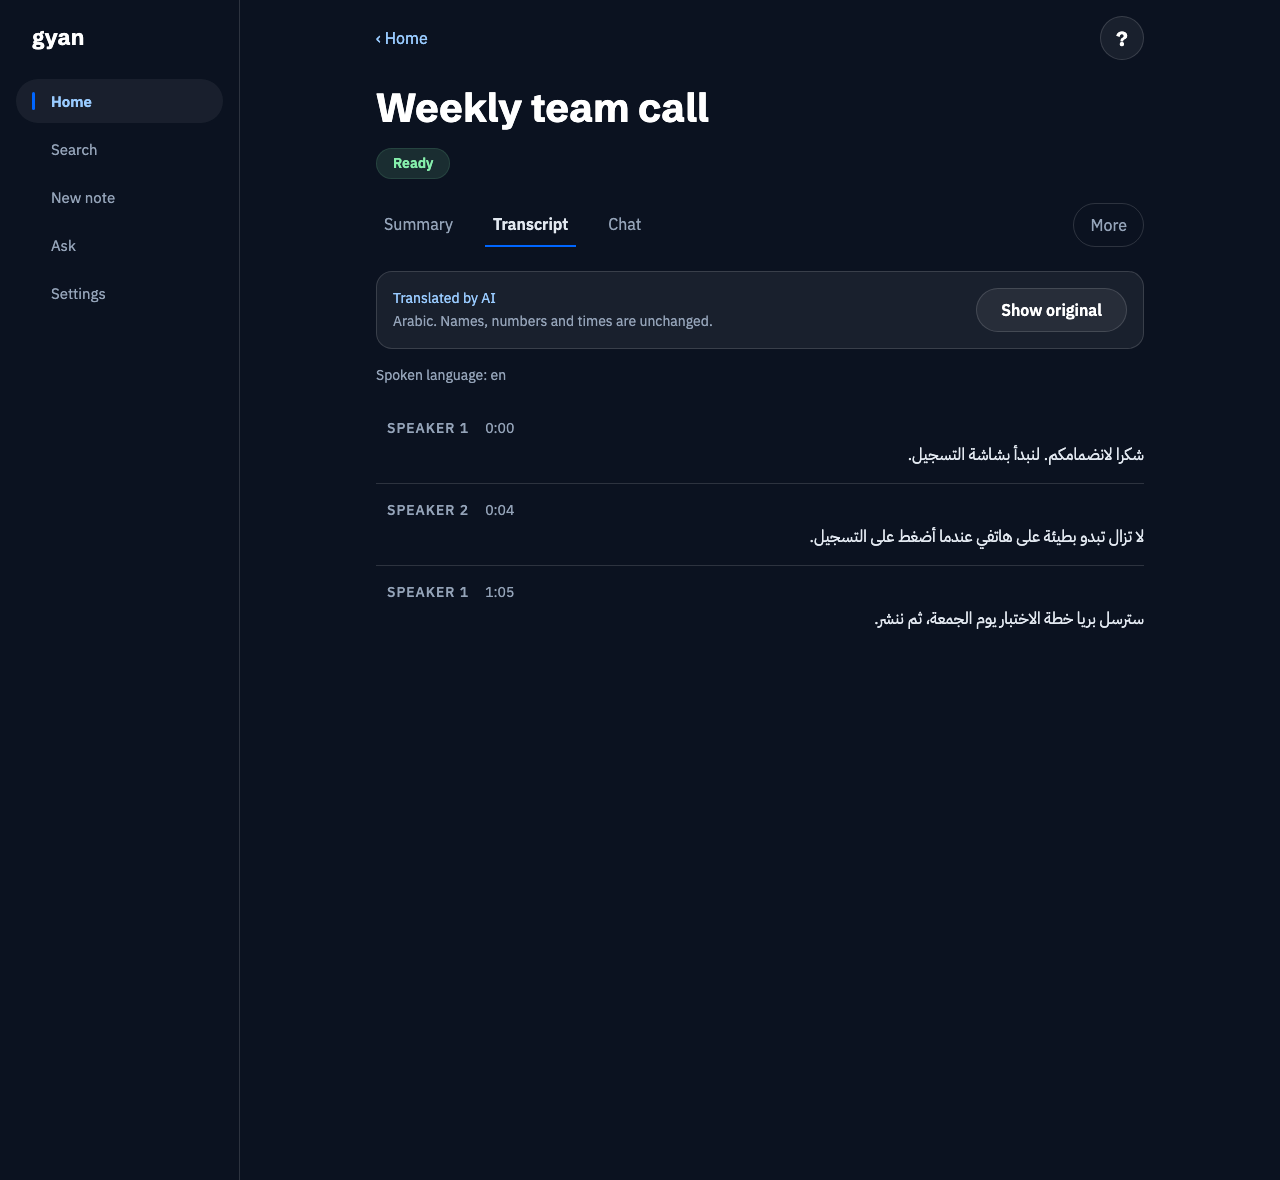 gyan
Home
Search
New note
Ask
Settings
‹ Home
?
Weekly team call
Ready
Summary
Transcript
Chat
More
Translated by AI
Arabic. Names, numbers and times are unchanged.
Show original
Spoken language: en
SPEAKER 1 0:00
شكرا لانضمامكم. لنبدأ بشاشة التسجيل.
SPEAKER 2 0:04
لا تزال تبدو بطيئة على هاتفي عندما أضغط على التسجيل.
SPEAKER 1 1:05
سترسل بريا خطة الاختبار يوم الجمعة، ثم ننشر.